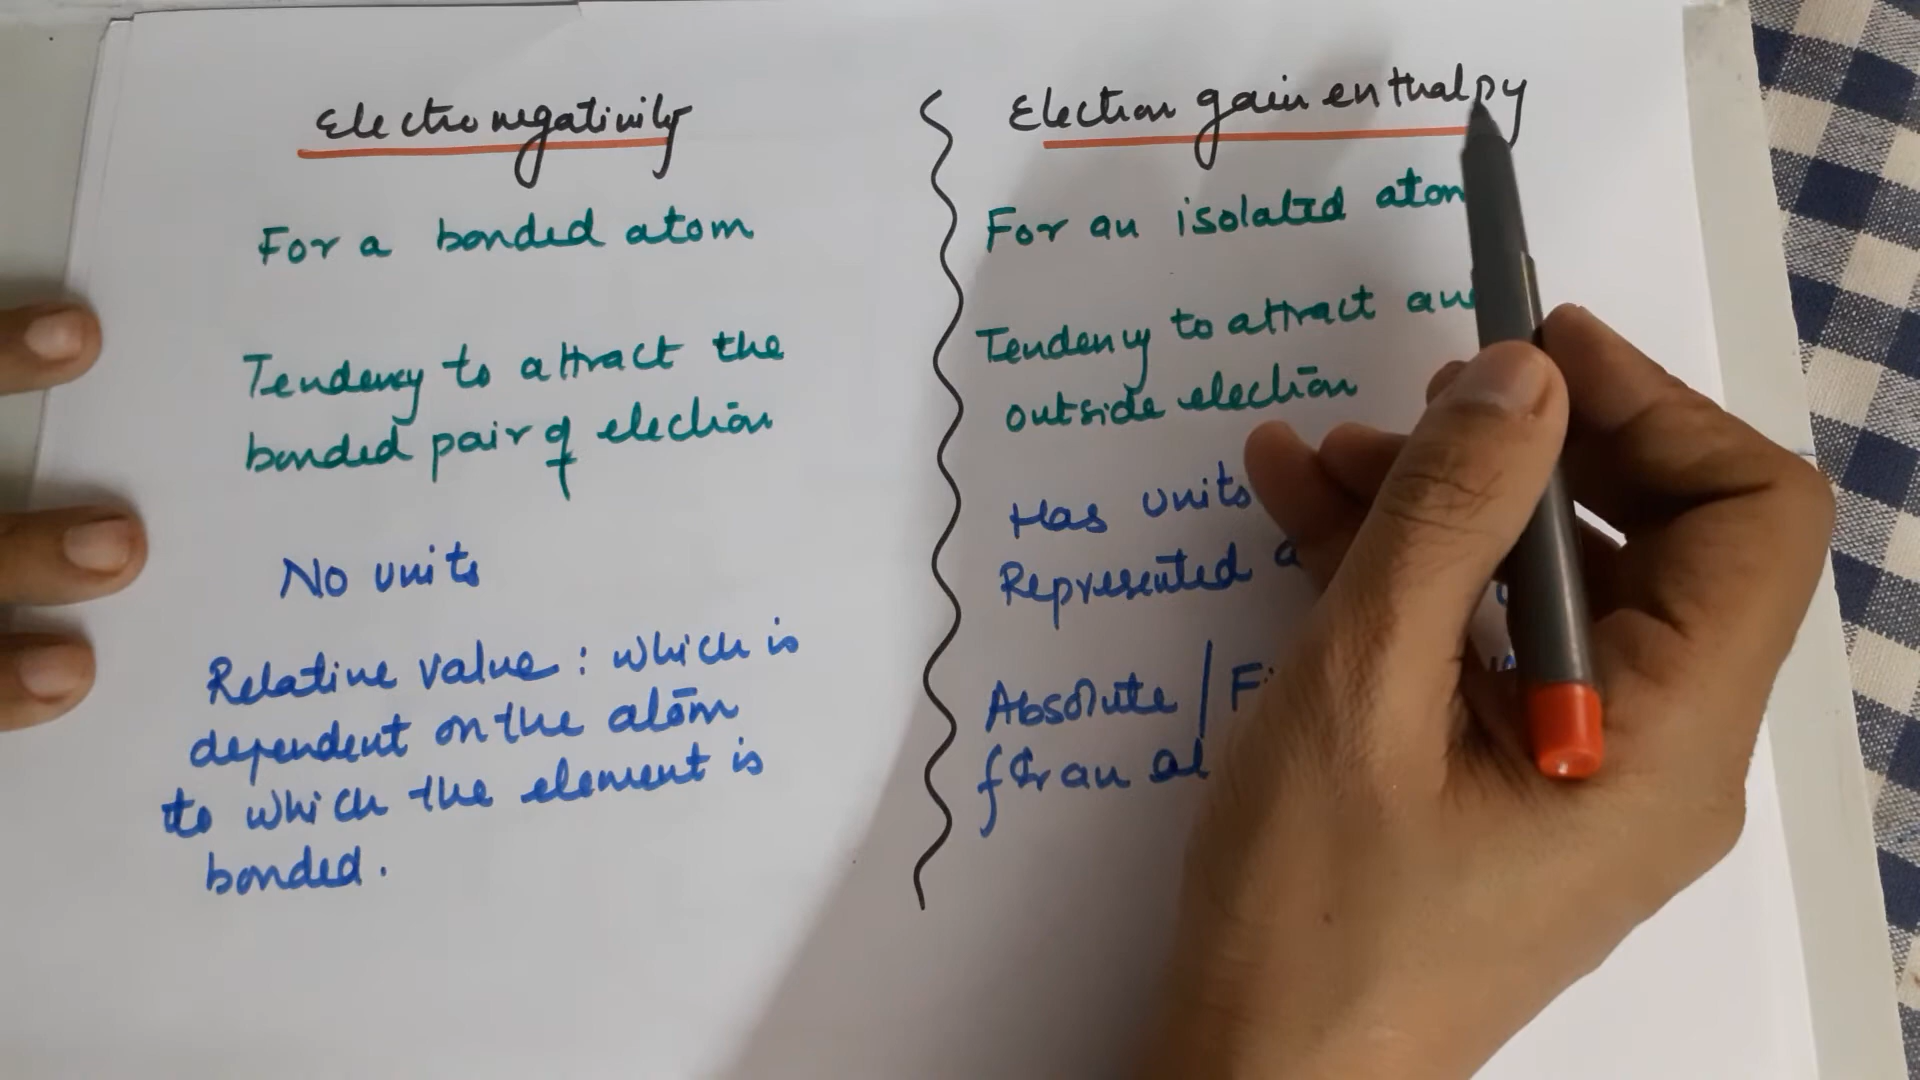 Electronegativity
For a bonded atom
Tendency to attract the
bonded pair of electron
No units
Relative value : which is
dependent on the atom
to which the element is
bonded.
Electron gain enthalpy
For an isolated atom
Tendency to attract an
outside electron
Has units
Represented
Absolute /
for an